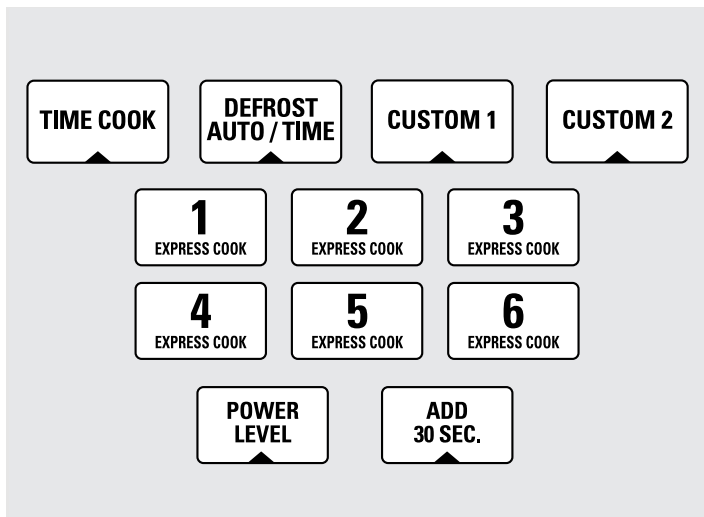 TIME COOK
DEFROST
AUTO / TIME
CUSTOM 1
CUSTOM 2
1
EXPRESS COOK
2
EXPRESS COOK
3
EXPRESS COOK
4
EXPRESS COOK
5
EXPRESS COOK
6
EXPRESS COOK
POWER
LEVEL
ADD
30 SEC.